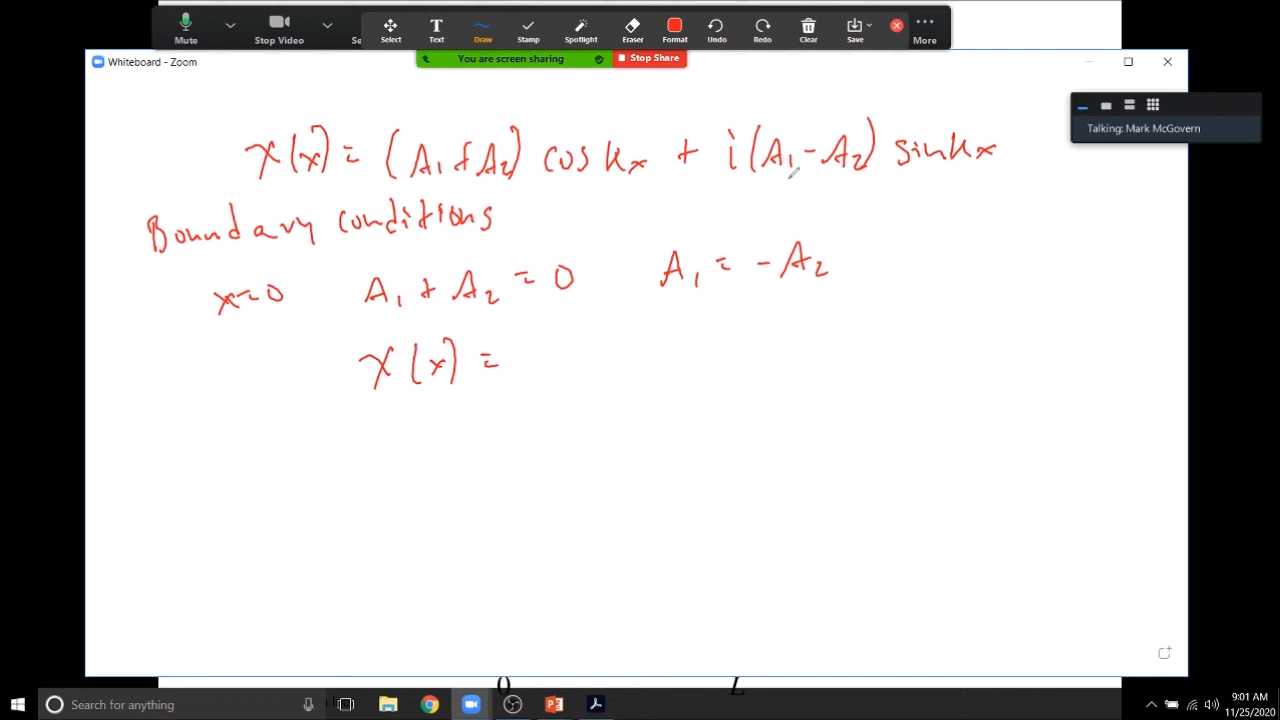 Mute
Stop Video
Se
Select
Text
Draw
Stamp
Spotlight
Eraser
Format
Undo
Redo
Clear
Save
More
You are screen sharing
Stop Share
Whiteboard - Zoom
Talking: Mark McGovern
X(x) = (A₁ + A₂) cos kx + i(A₁ - A₂) sin kx
Boundary conditions
x=0 A₁ + A₂ = 0 A₁ = - A₂
X(x) =
0 L
Search for anything
9:01 AM
11/25/2020